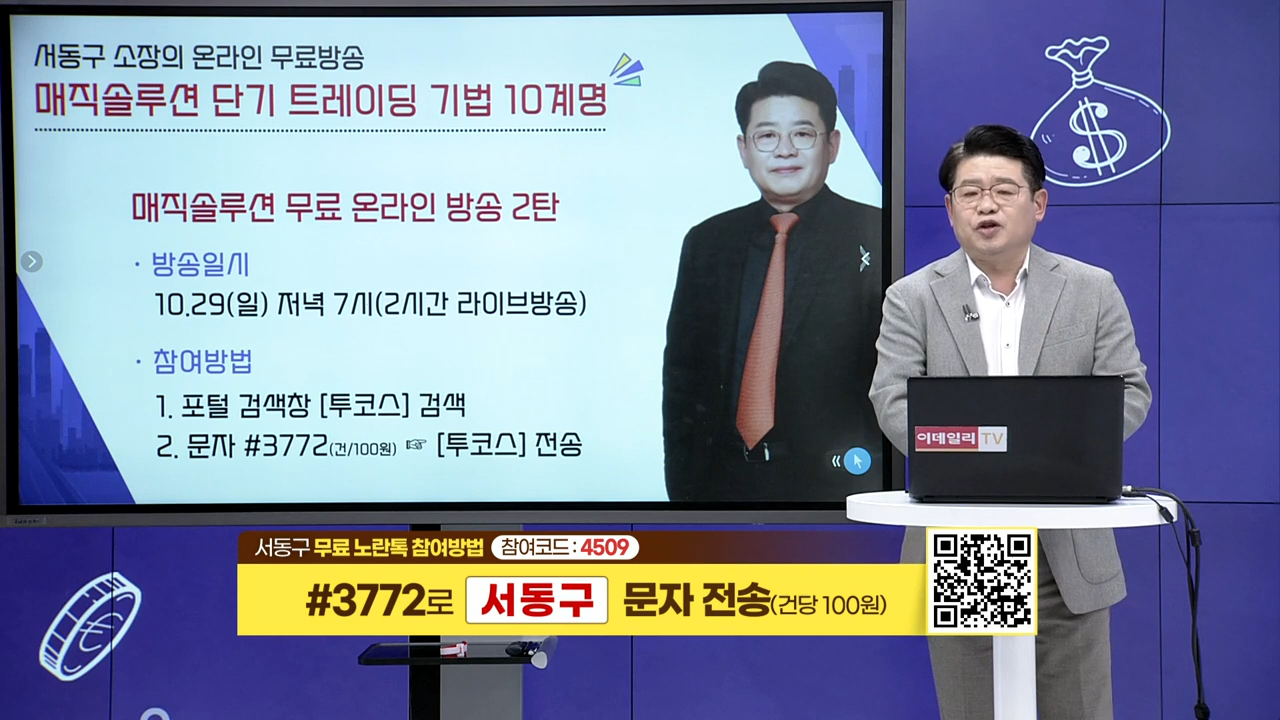 서동구 소장의 온라인 무료방송
매직솔루션 단기 트레이딩 기법 10계명
매직솔루션 무료 온라인 방송 2탄
· 방송일시
10.29(일) 저녁 7시(2시간 라이브방송)
· 참여방법
1. 포털 검색창 [투코스] 검색
2. 문자 #3772(건/100원) ☞ [투코스] 전송
이데일리 TV
서동구 무료 노란톡 참여방법 참여코드 : 4509
#3772로 서동구 문자 전송(건당 100원)